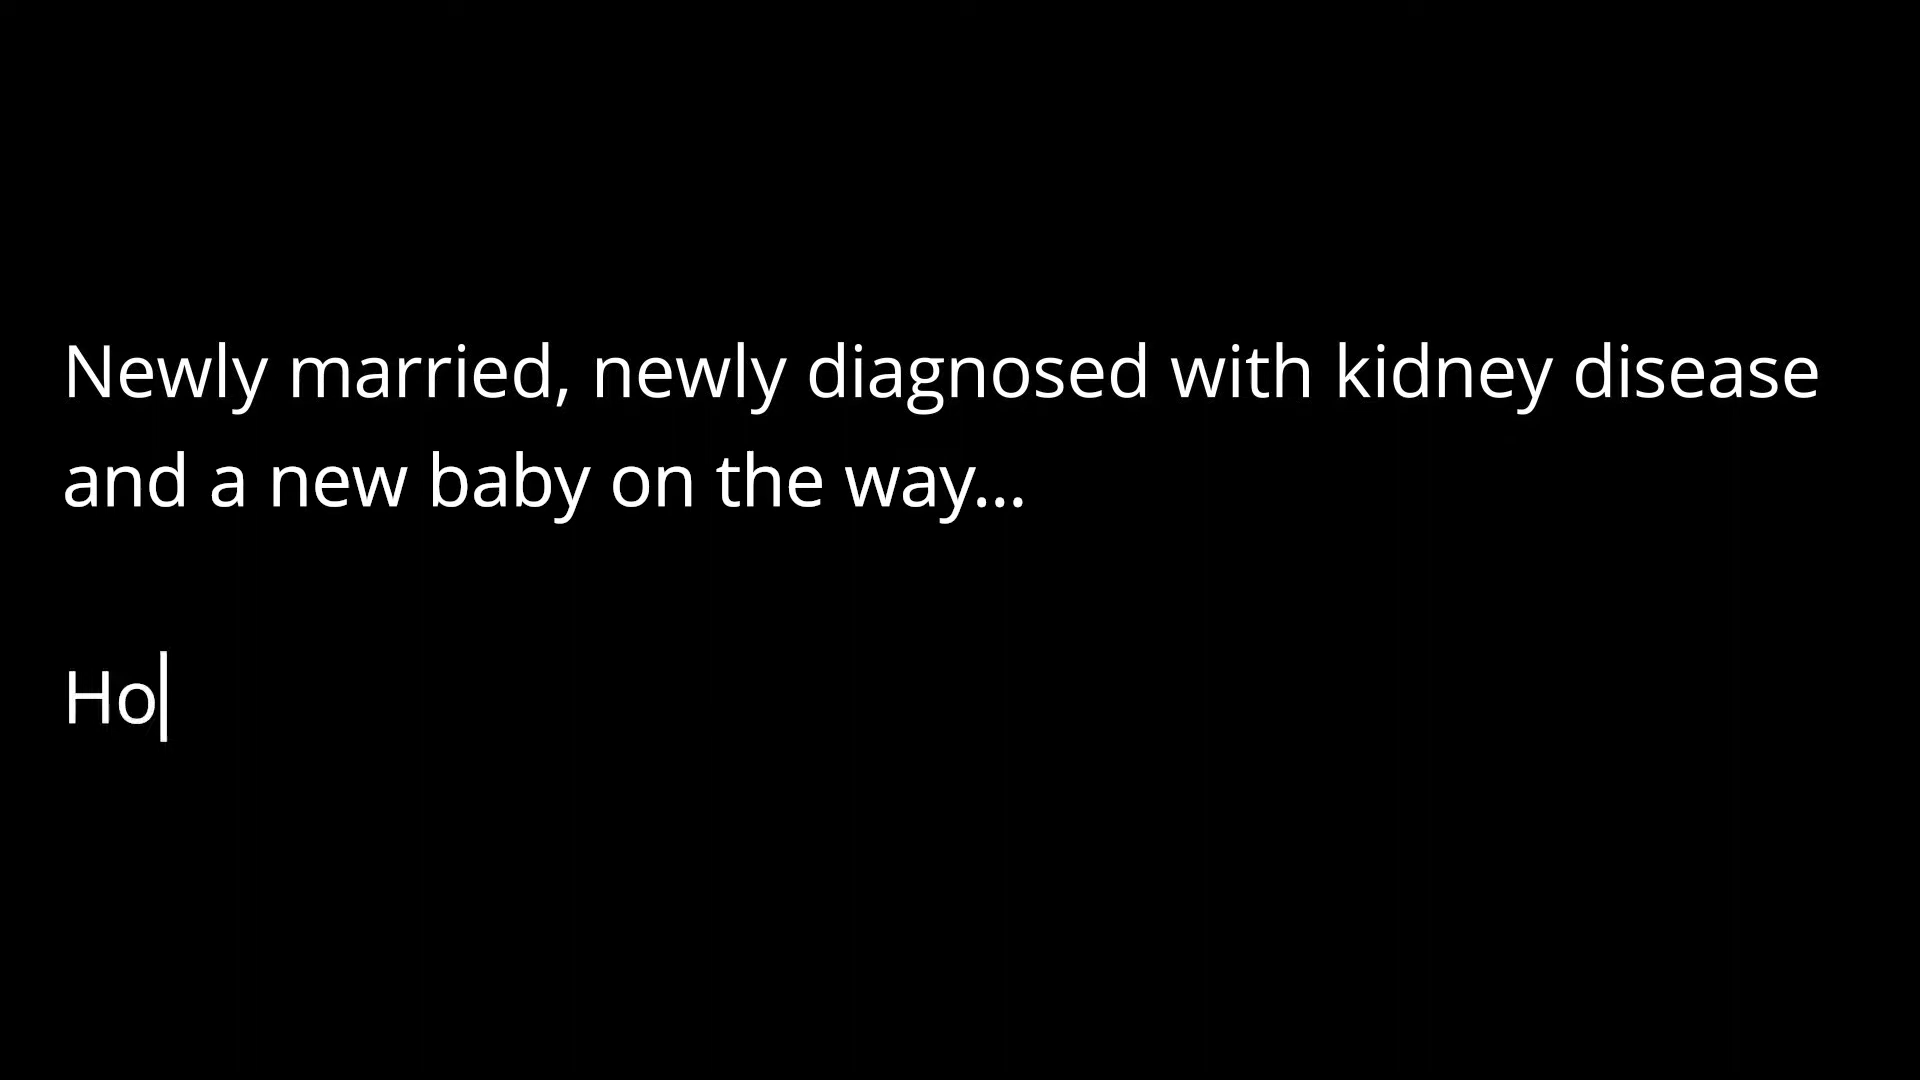 Newly married, newly diagnosed with kidney disease
and a new baby on the way...
Ho